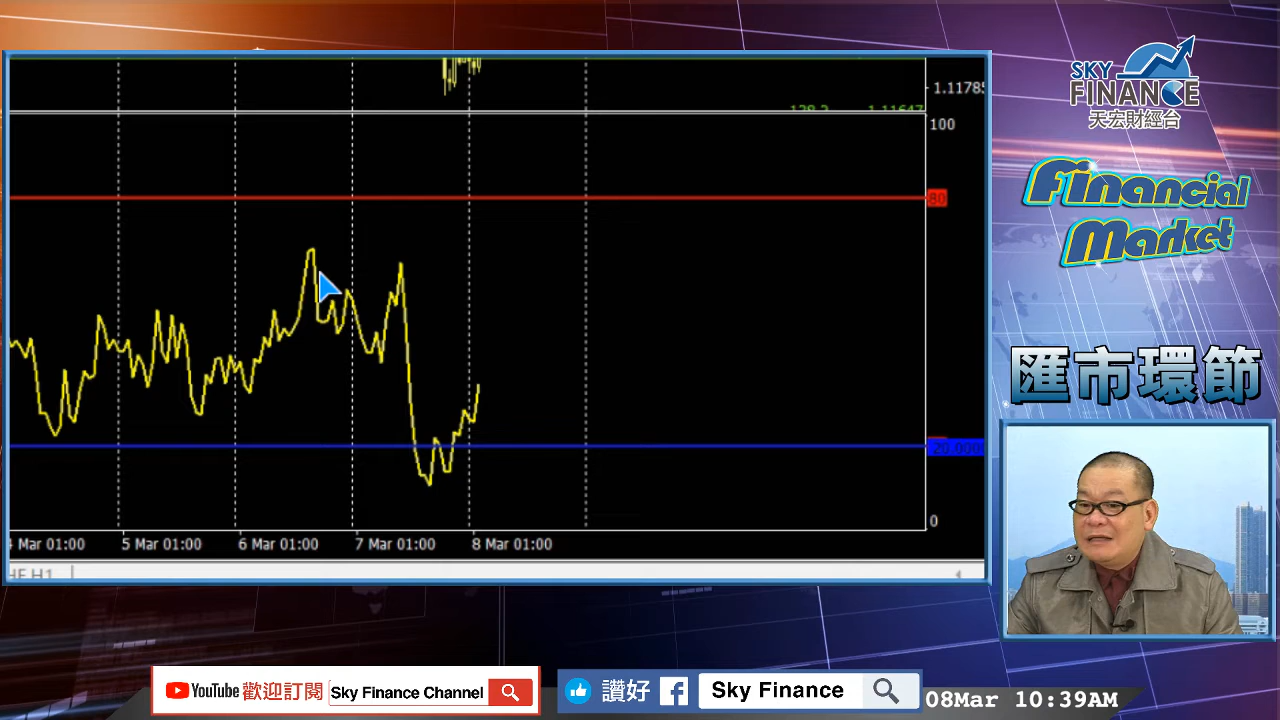 1.11785
100
80
20.000
0
4 Mar 01:00
5 Mar 01:00
6 Mar 01:00
7 Mar 01:00
8 Mar 01:00
SKY
FINANCE
天宏財經台
Financial
Market
匯市環節
YouTube 歡迎訂閱 Sky Finance Channel
讚好 Sky Finance
08Mar 10:39AM